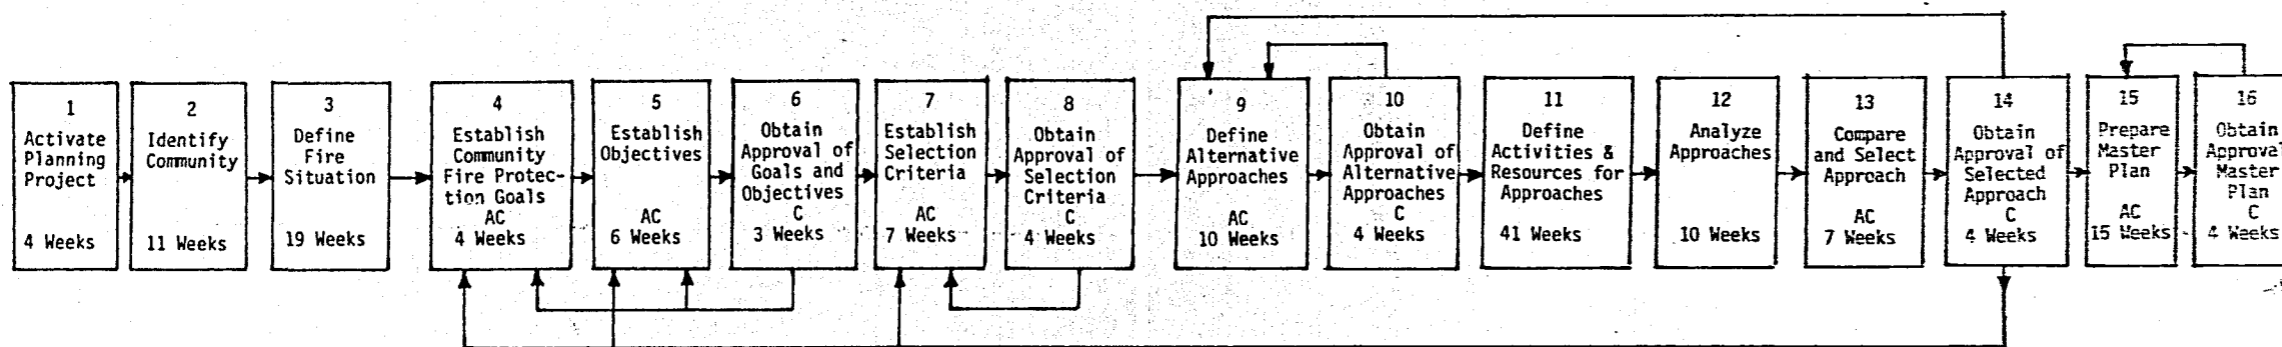 1
Activate
Planning
Project
4 Weeks
2
Identify
Community
11 Weeks
3
Define
Fire
Situation
19 Weeks
4
Establish
Community
Fire Protec-
tion Goals
AC
4 Weeks
5
Establish
Objectives
AC
6 Weeks
6
Obtain
Approval of
Goals and
Objectives
C
3 Weeks
7
Establish
Selection
Criteria
AC
7 Weeks
8
Obtain
Approval of
Selection
Criteria
C
4 Weeks
9
Define
Alternative
Approaches
AC
10 Weeks
10
Obtain
Approval of
Alternative
Approaches
C
4 Weeks
11
Define
Activities &
Resources for
Approaches
41 Weeks
12
Analyze
Approaches
10 Weeks
13
Compare
and Select
Approach
AC
7 Weeks
14
Obtain
Approval of
Selected
Approach
C
4 Weeks
15
Prepare
Master
Plan
AC
15 Weeks
16
Obtain
Approval
Master
Plan
C
4 Weeks